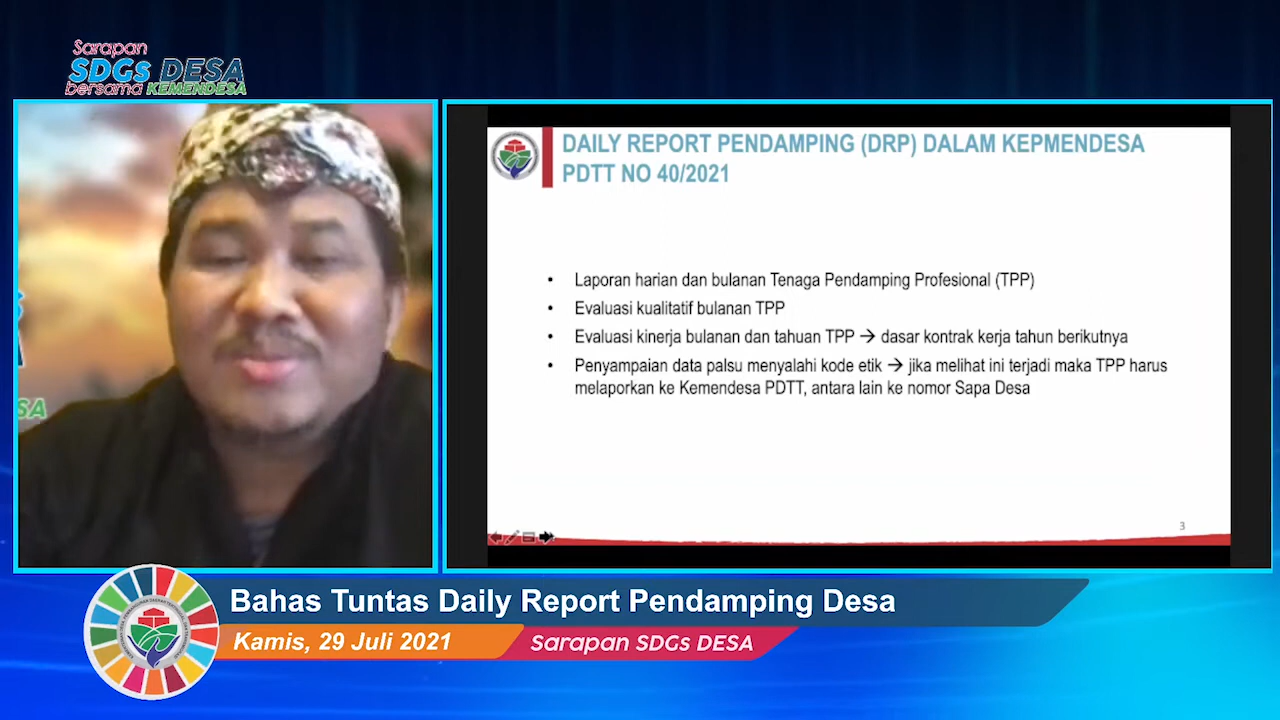 Sarapan
SDGs DESA
bersama KEMENDESA
DAILY REPORT PENDAMPING (DRP) DALAM KEPMENDESA
PDTT NO 40/2021
• Laporan harian dan bulanan Tenaga Pendamping Profesional (TPP)
• Evaluasi kualitatif bulanan TPP
• Evaluasi kinerja bulanan dan tahuan TPP → dasar kontrak kerja tahun berikutnya
• Penyampaian data palsu menyalahi kode etik → jika melihat ini terjadi maka TPP harus
melaporkan ke Kemendesa PDTT, antara lain ke nomor Sapa Desa
3
SA
Bahas Tuntas Daily Report Pendamping Desa
Kamis, 29 Juli 2021
Sarapan SDGs DESA